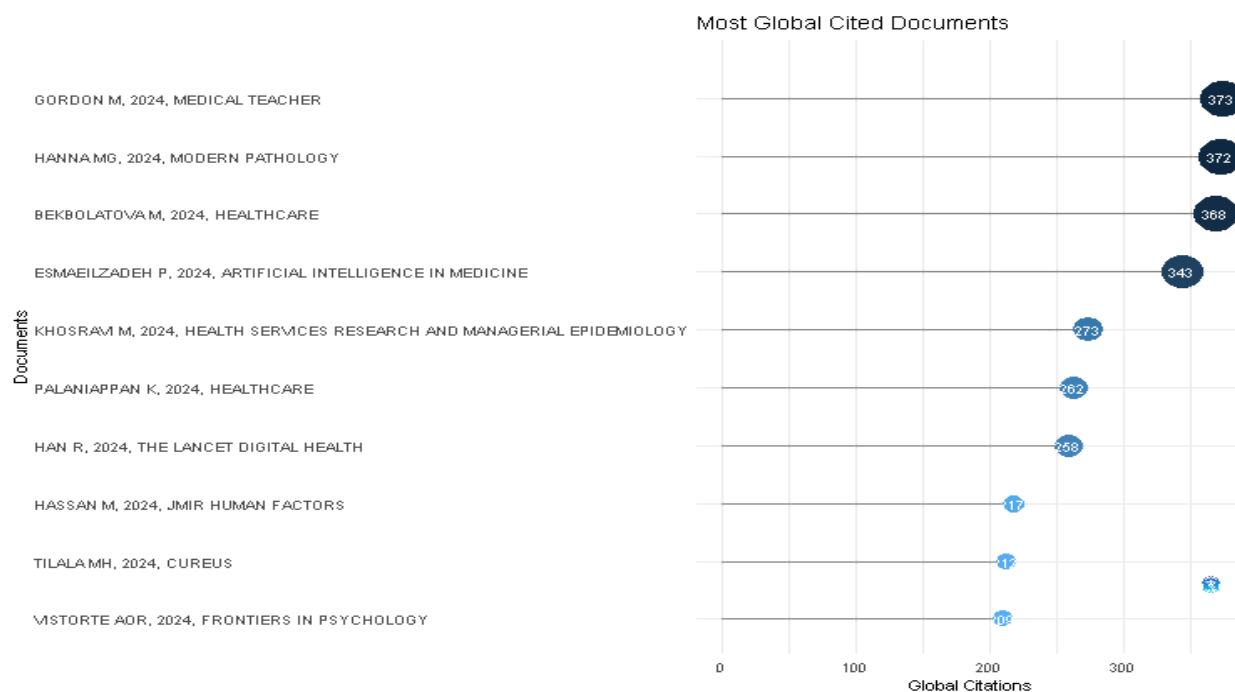 Most Global Cited Documents
GORDON M, 2024, MEDICAL TEACHER
373
HANNA MG, 2024, MODERN PATHOLOGY
372
BEKBOLATOVA M, 2024, HEALTHCARE
368
ESMAEILZADEH P, 2024, ARTIFICIAL INTELLIGENCE IN MEDICINE
343
KHOSRAVI M, 2024, HEALTH SERVICES RESEARCH AND MANAGERIAL EPIDEMIOLOGY
273
PALANIAPPAN K, 2024, HEALTHCARE
262
HAN R, 2024, THE LANCET DIGITAL HEALTH
258
HASSAN M, 2024, JMIR HUMAN FACTORS
217
TILALA MH, 2024, CUREUS
VISTORTE AOR, 2024, FRONTIERS IN PSYCHOLOGY
209
Documents
0 100 200 300
Global Citations